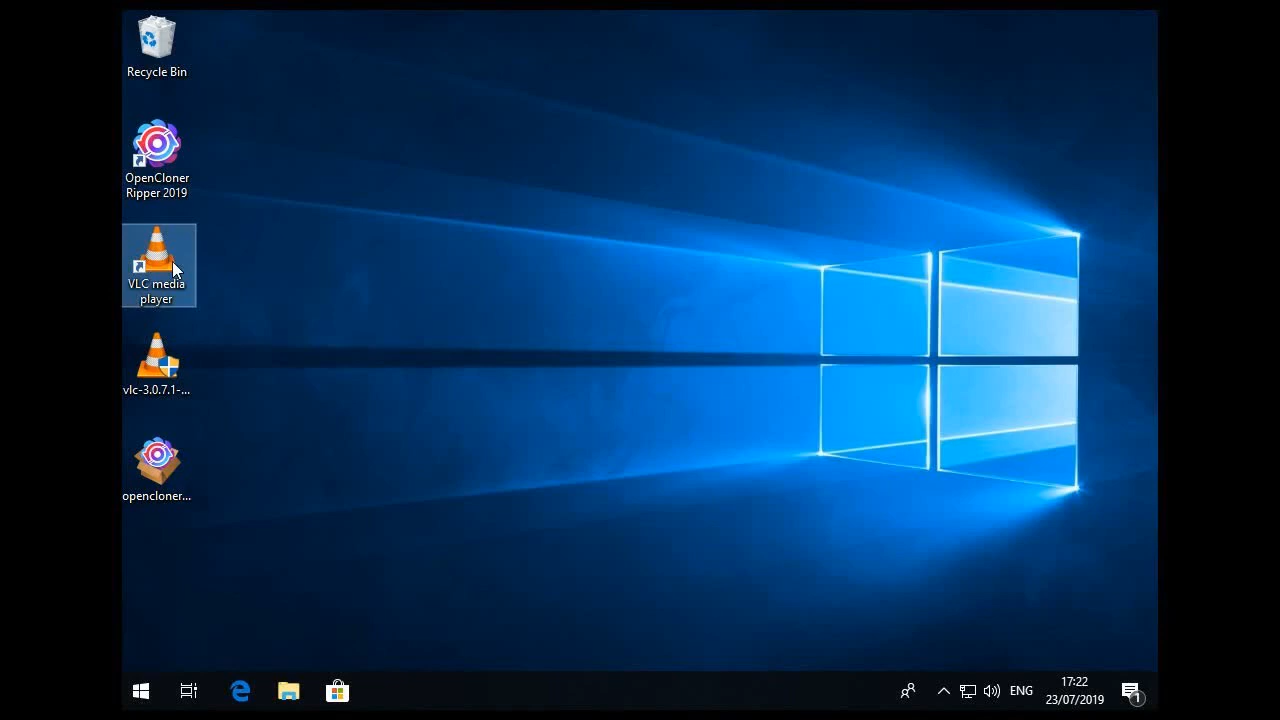 Recycle Bin
OpenCloner
Ripper 2019
VLC media
player
vlc-3.0.7.1-...
opencloner...
ENG
17:22
23/07/2019
1